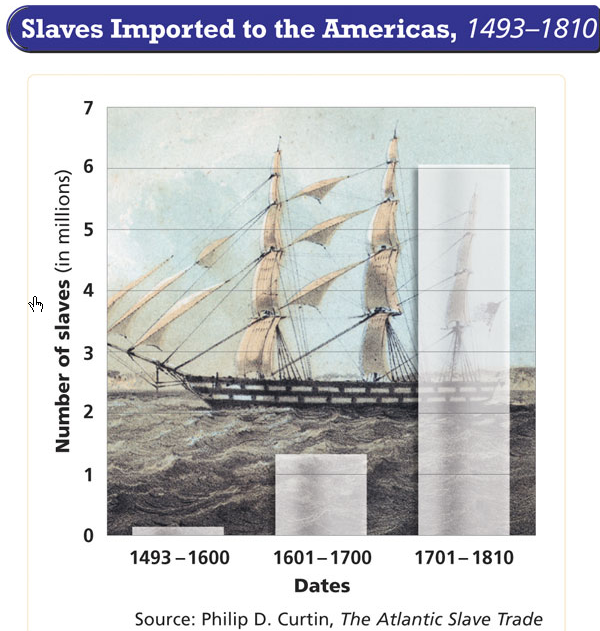 Slaves Imported to the Americas, 1493–1810
7
6
5
4
3
2
1
0
Number of slaves (in millions)
1493–1600 1601–1700 1701–1810
Dates
Source: Philip D. Curtin, The Atlantic Slave Trade